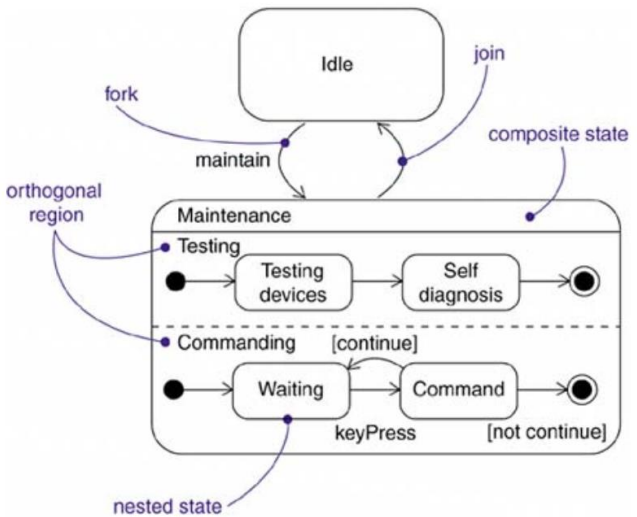 Idle
join
fork
maintain
composite state
orthogonal
region
Maintenance
Testing
Testing
devices
Self
diagnosis
Commanding
[continue]
Waiting
Command
keyPress
[not continue]
nested state